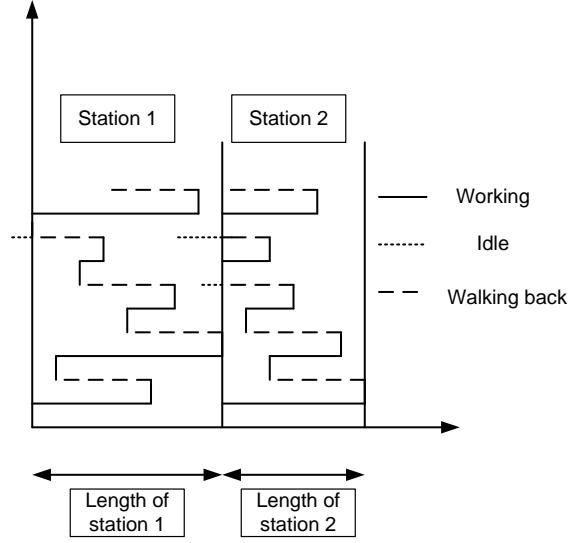 Station 1
Station 2
Working
Idle
Walking back
Length of
station 1
Length of
station 2